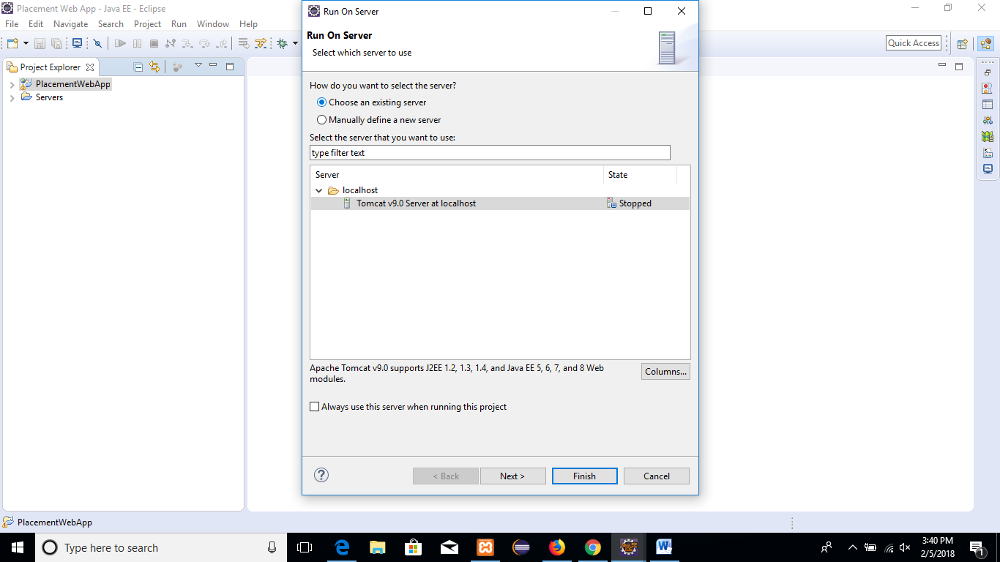 Placement Web App - Java EE - Eclipse
File Edit Navigate Search Project Run Window Help
Quick Access
Project Explorer
PlacementWebApp
Servers
Run On Server
Run On Server
Select which server to use
How do you want to select the server?
Choose an existing server
Manually define a new server
Select the server that you want to use:
type filter text
Server State
localhost
Tomcat v9.0 Server at localhost Stopped
Apache Tomcat v9.0 supports J2EE 1.2, 1.3, 1.4, and Java EE 5, 6, 7, and 8 Web
modules.
Columns...
Always use this server when running this project
< Back Next > Finish Cancel
PlacementWebApp
Type here to search
3:40 PM
2/5/2018
1